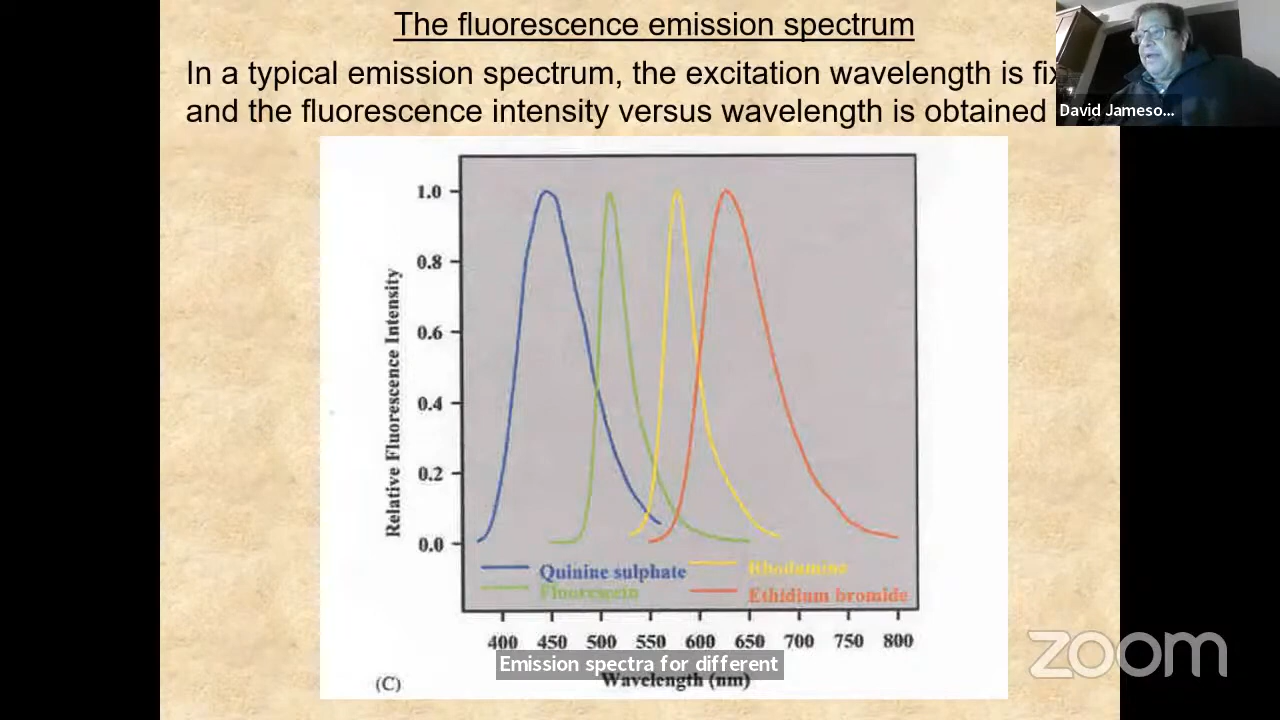 The fluorescence emission spectrum
In a typical emission spectrum, the excitation wavelength is fix
and the fluorescence intensity versus wavelength is obtained
David Jameso...
1.0
0.8
0.6
0.4
0.2
0.0
Relative Fluorescence Intensity
Quinine sulphate
Fluorescein
Rhodamine
Ethidium bromide
400 450 500 550 600 650 700 750 800
Emission spectra for different
Wavelength (nm)
(C)
zoom